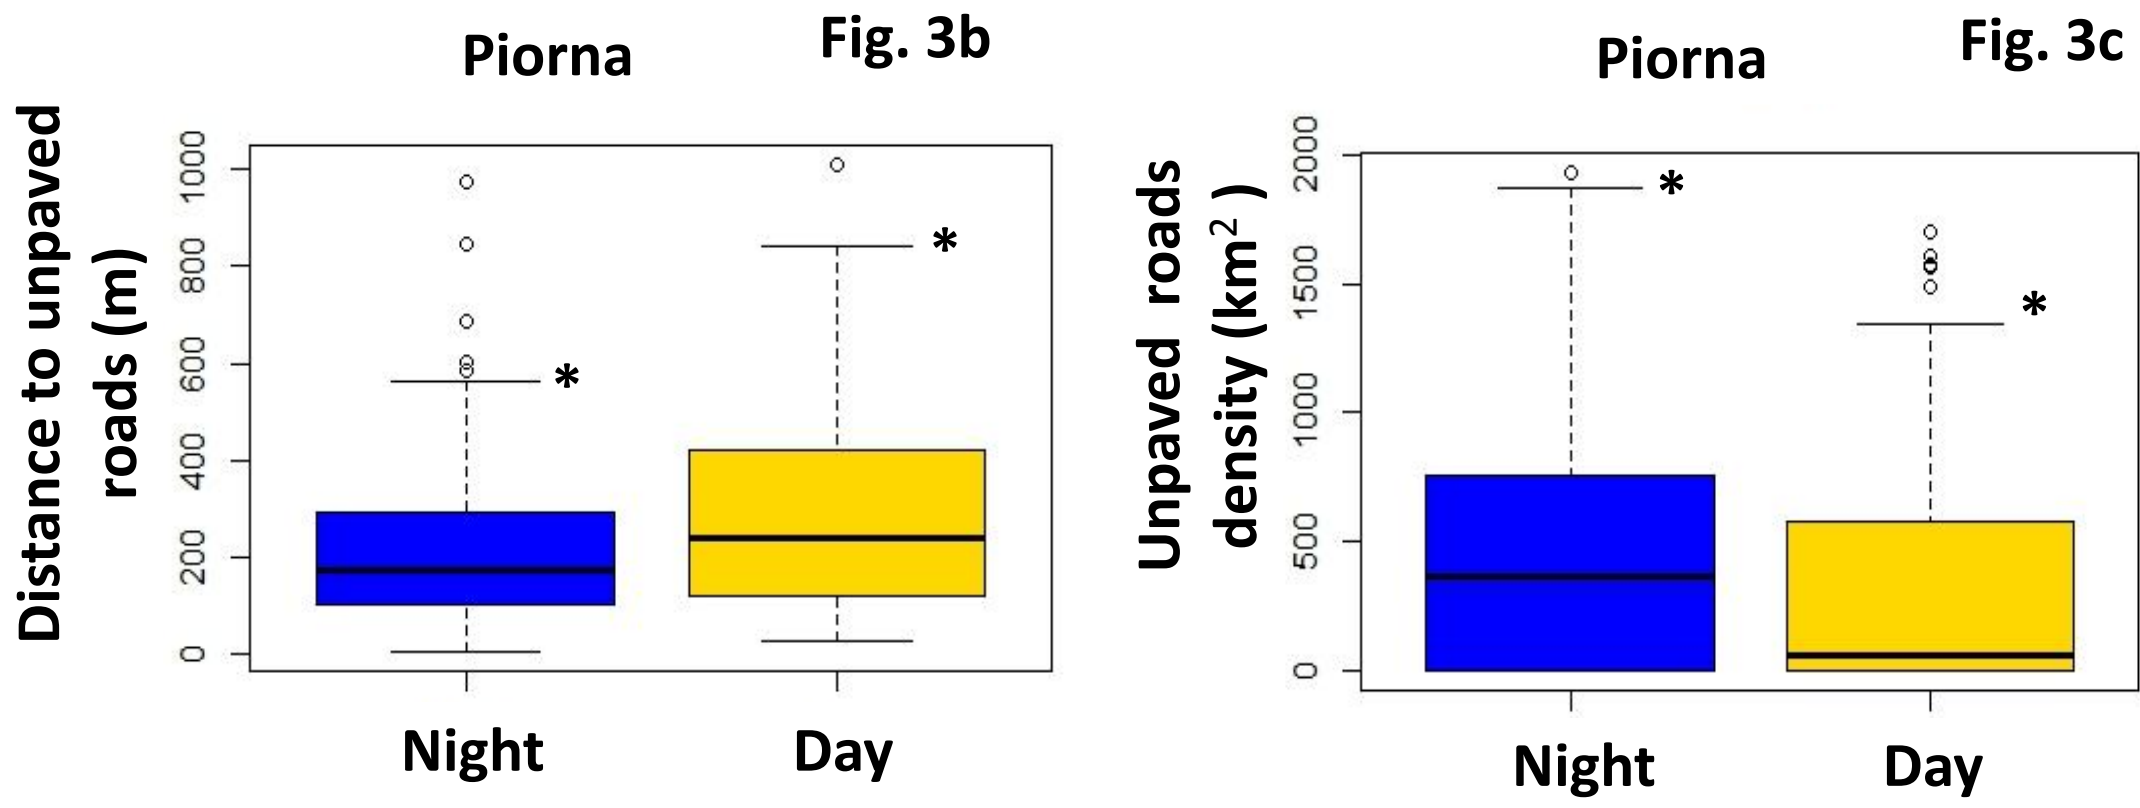 Piorna
Fig. 3b
Distance to unpaved
roads (m)
1000
800
600
400
200
0
*
*
Night
Day
Piorna
Fig. 3c
Unpaved roads
density (km² )
2000
1500
1000
500
0
*
*
Night
Day